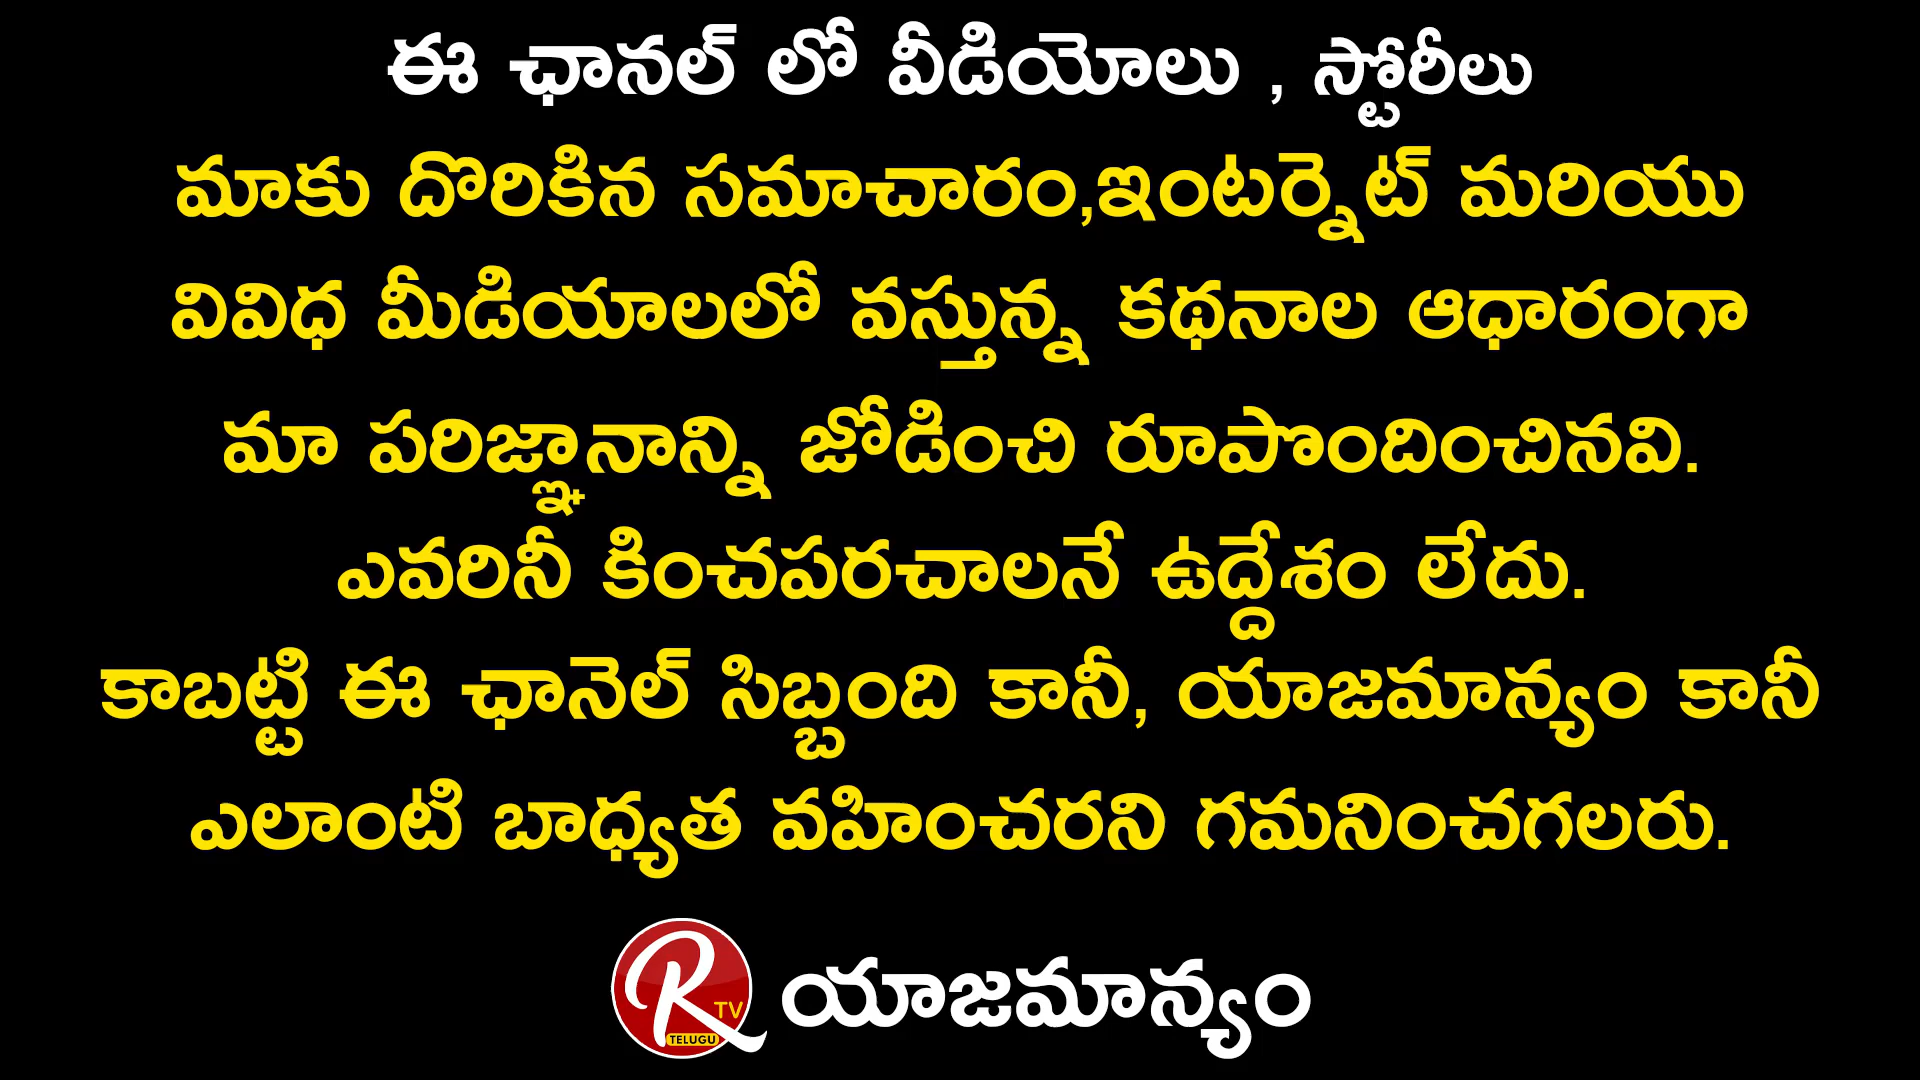 ఈ ఛానల్ లో వీడియోలు , స్టోరీలు
మాకు దొరికిన సమాచారం,ఇంటర్నెట్ మరియు
వివిధ మీడియాలలో వస్తున్న కథనాల ఆధారంగా
మా పరిజ్ఞానాన్ని జోడించి రూపొందించినవి.
ఎవరినీ కించపరచాలనే ఉద్దేశం లేదు.
కాబట్టి ఈ ఛానెల్ సిబ్బంది కానీ, యాజమాన్యం కానీ
ఎలాంటి బాధ్యత వహించరని గమనించగలరు.
R TV TELUGU యాజమాన్యం